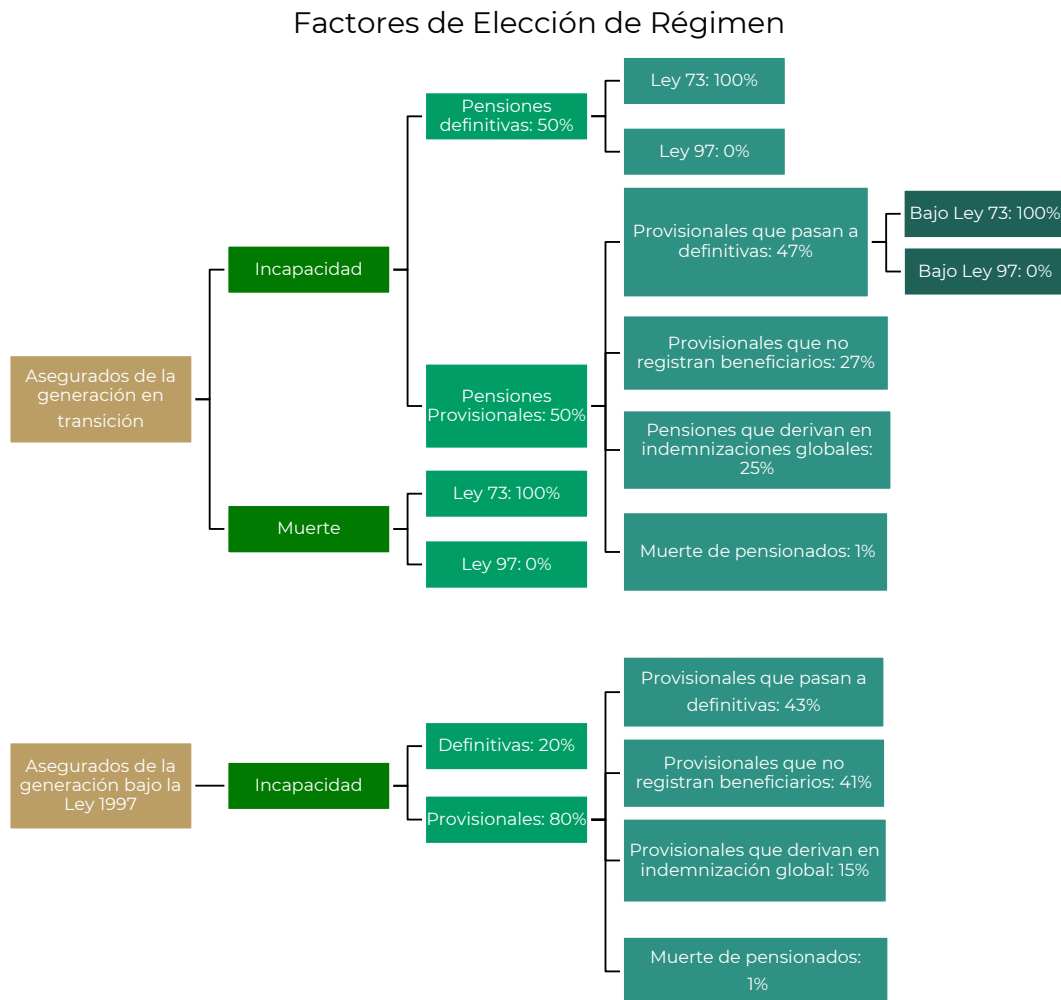 Factores de Elección de Régimen
Asegurados de la
generación en
transición
Incapacidad
Pensiones
definitivas: 50%
Ley 73: 100%
Ley 97: 0%
Pensiones
Provisionales: 50%
Provisionales que pasan a
definitivas: 47%
Bajo Ley 73: 100%
Bajo Ley 97: 0%
Provisionales que no
registran beneficiarios: 27%
Pensiones que derivan en
indemnizaciones globales:
25%
Muerte de pensionados: 1%
Muerte
Ley 73: 100%
Ley 97: 0%
Asegurados de la
generación bajo la
Ley 1997
Incapacidad
Definitivas: 20%
Provisionales: 80%
Provisionales que pasan a
definitivas: 43%
Provisionales que no
registran beneficiarios: 41%
Provisionales que derivan en
indemnización global: 15%
Muerte de pensionados:
1%